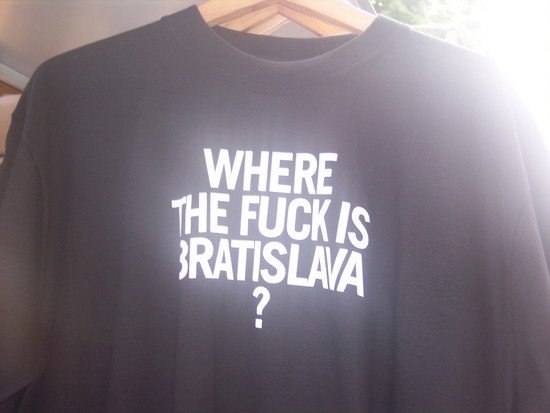 WHERE
THE FUCK IS
BRATISLAVA
?